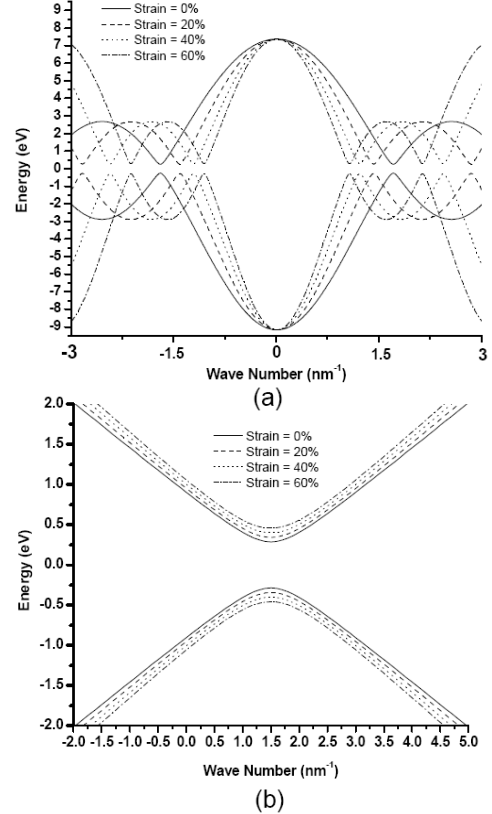 Strain = 0%
Strain = 20%
Strain = 40%
Strain = 60%
9
8
7
6
5
4
3
2
1
0
-1
-2
-3
-4
-5
-6
-7
-8
-9
Energy (eV)
-3 -1.5 0 1.5 3
Wave Number (nm-1)
(a)
Strain = 0%
Strain = 20%
Strain = 40%
Strain = 60%
2.0
1.5
1.0
0.5
0.0
-0.5
-1.0
-1.5
-2.0
Energy (eV)
-2.0 -1.5 -1.0 -0.5 0.0 0.5 1.0 1.5 2.0 2.5 3.0 3.5 4.0 4.5 5.0
Wave Number (nm-1)
(b)